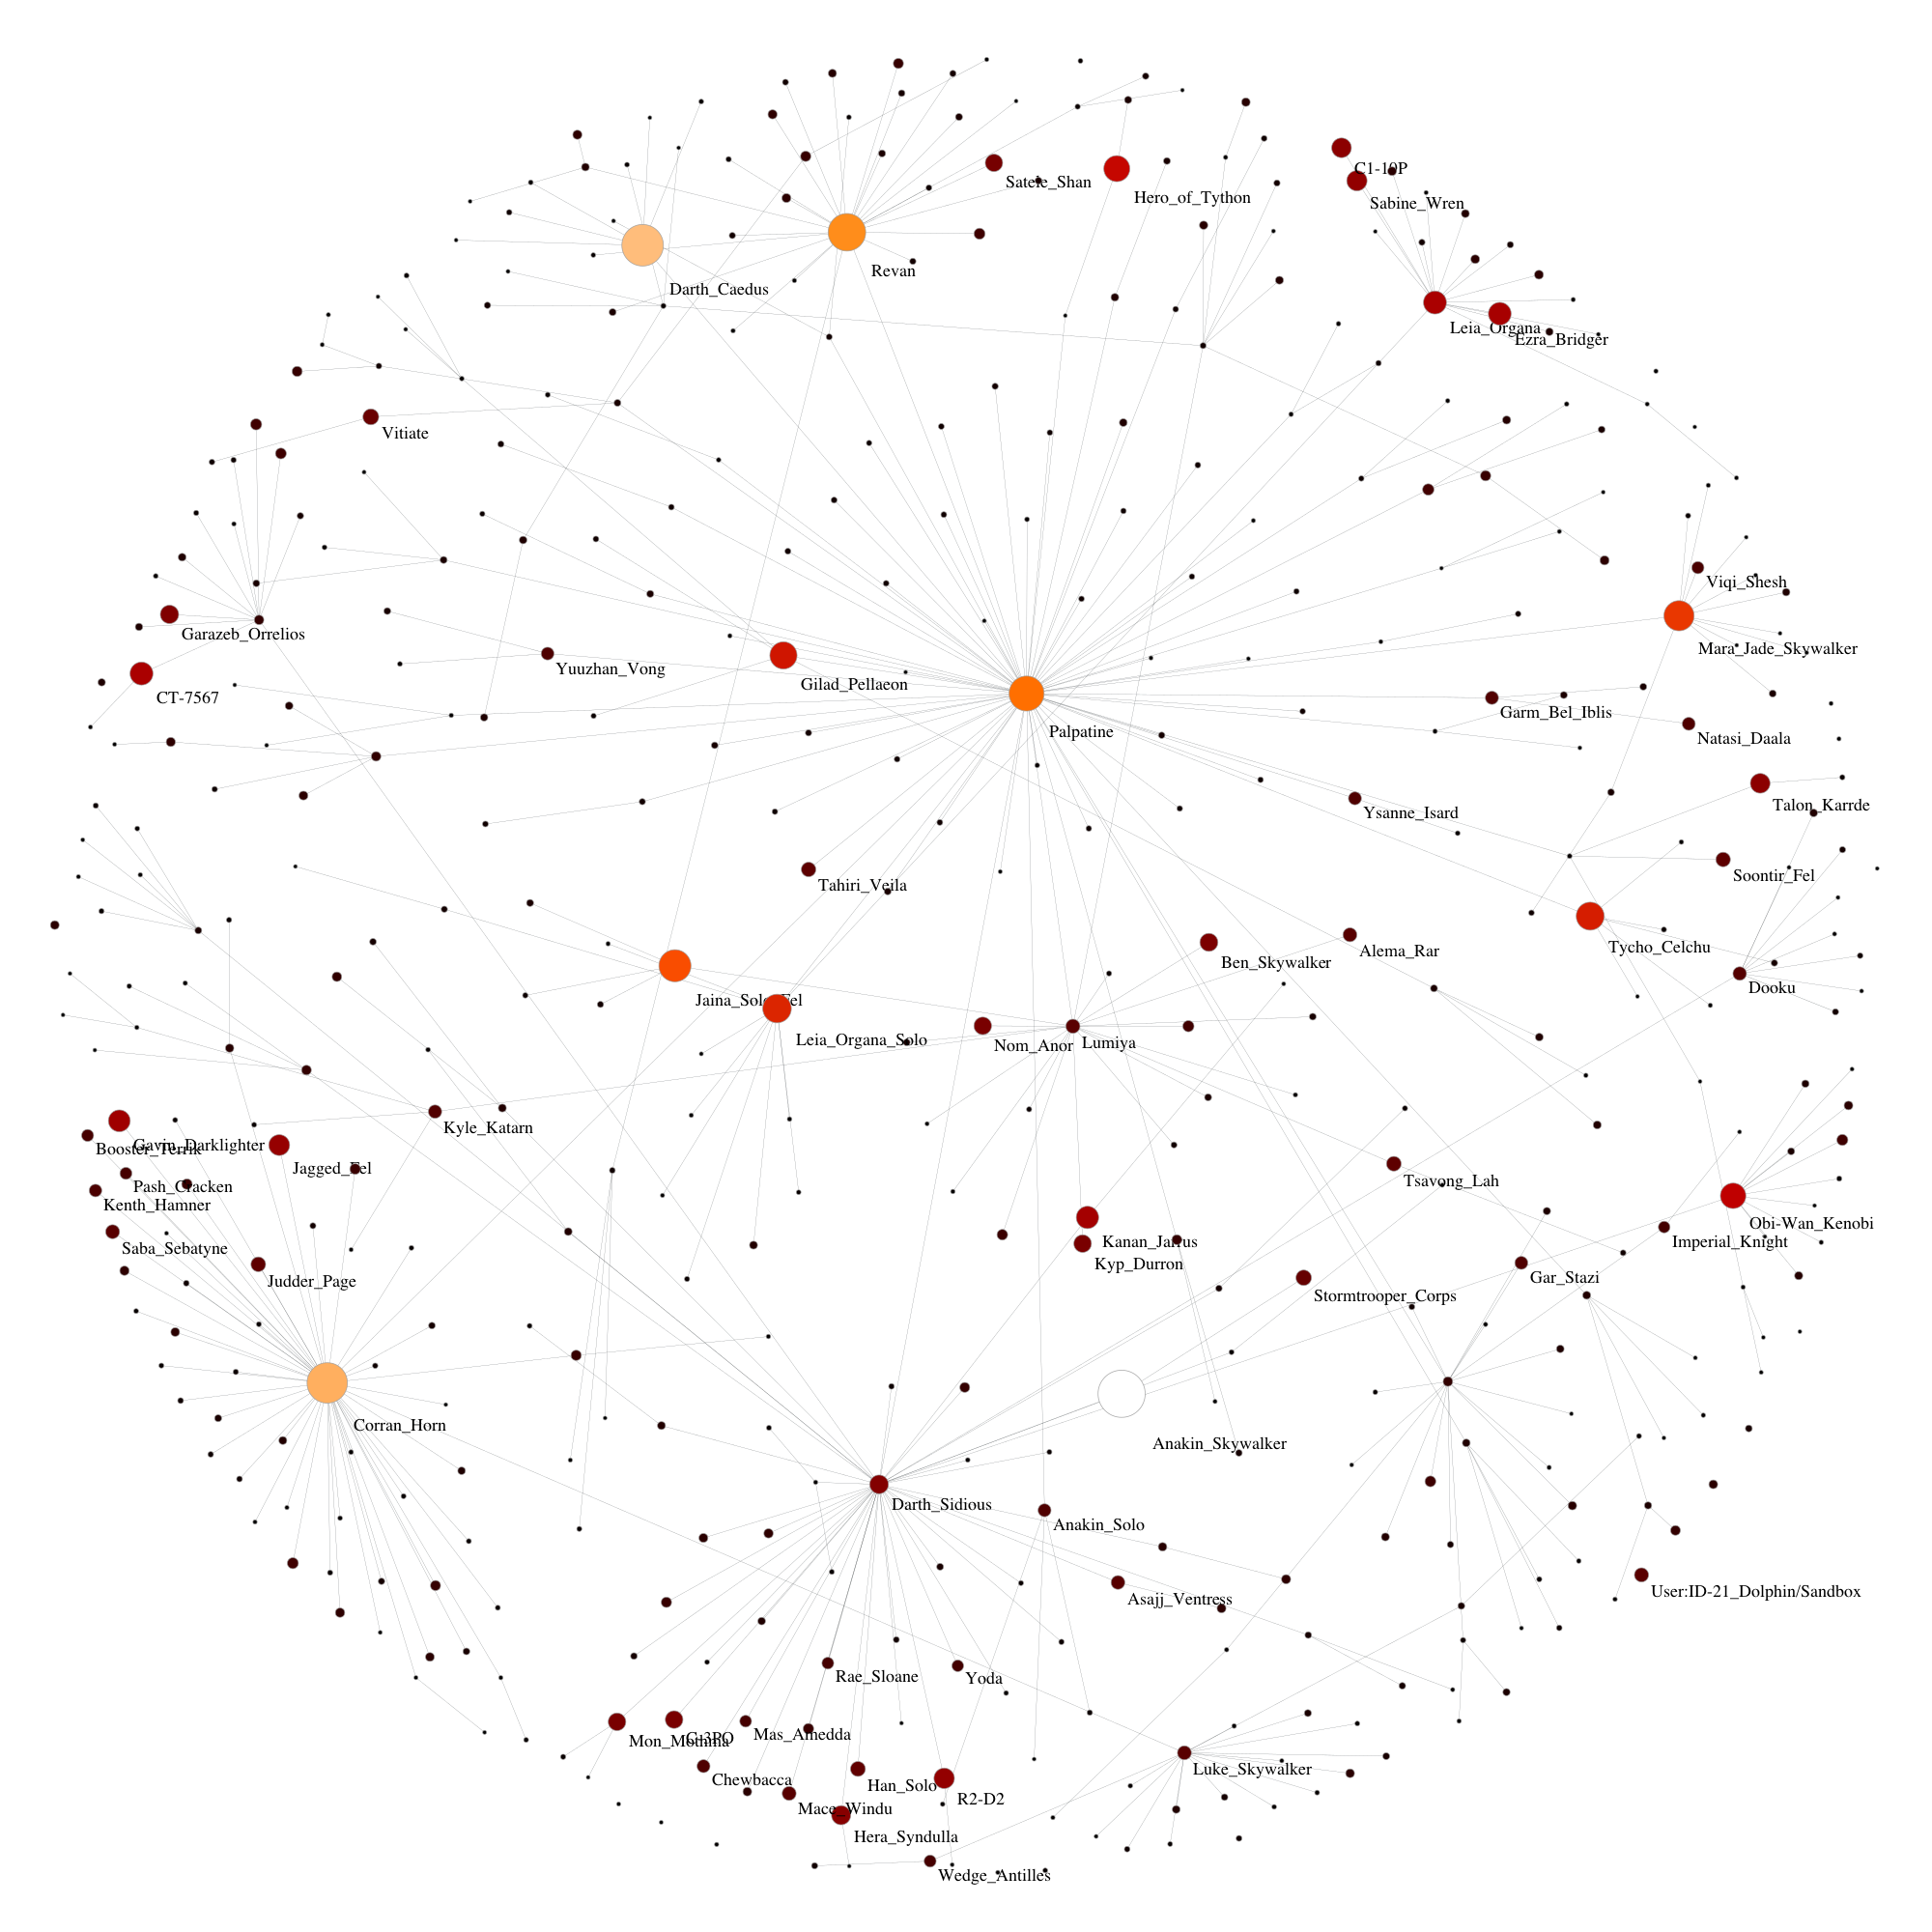 C1-10P
Satele_Shan
Hero_of_Tython
Sabine_Wren
Revan
Darth_Caedus
Leia_Organa
Ezra_Bridger
Vitiate
Viqi_Shesh
Garazeb_Orrelios
Mara_Jade_Skywalker
Yuuzhan_Vong
Gilad_Pellaeon
CT-7567
Garm_Bel_Iblis
Palpatine
Natasi_Daala
Talon_Karrde
Ysanne_Isard
Soontir_Fel
Tahiri_Veila
Tycho_Celchu
Alema_Rar
Ben_Skywalker
Dooku
Jaina_Solo_Fel
Leia_Organa_Solo
Lumiya
Nom_Anor
Kyle_Katarn
Gavin_Darklighter
Booster_Terrik
Jagged_Fel
Tsavong_Lah
Pash_Cracken
Kenth_Hamner
Obi-Wan_Kenobi
Imperial_Knight
Kanan_Jarrus
Saba_Sebatyne
Kyp_Durron
Gar_Stazi
Judder_Page
Stormtrooper_Corps
Corran_Horn
Anakin_Skywalker
Darth_Sidious
Anakin_Solo
User:ID-21_Dolphin/Sandbox
Asajj_Ventress
Rae_Sloane
Yoda
Mas_Amedda
C-3PO
Mon_Mothma
Luke_Skywalker
Chewbacca
Han_Solo
R2-D2
Mace_Windu
Hera_Syndulla
Wedge_Antilles